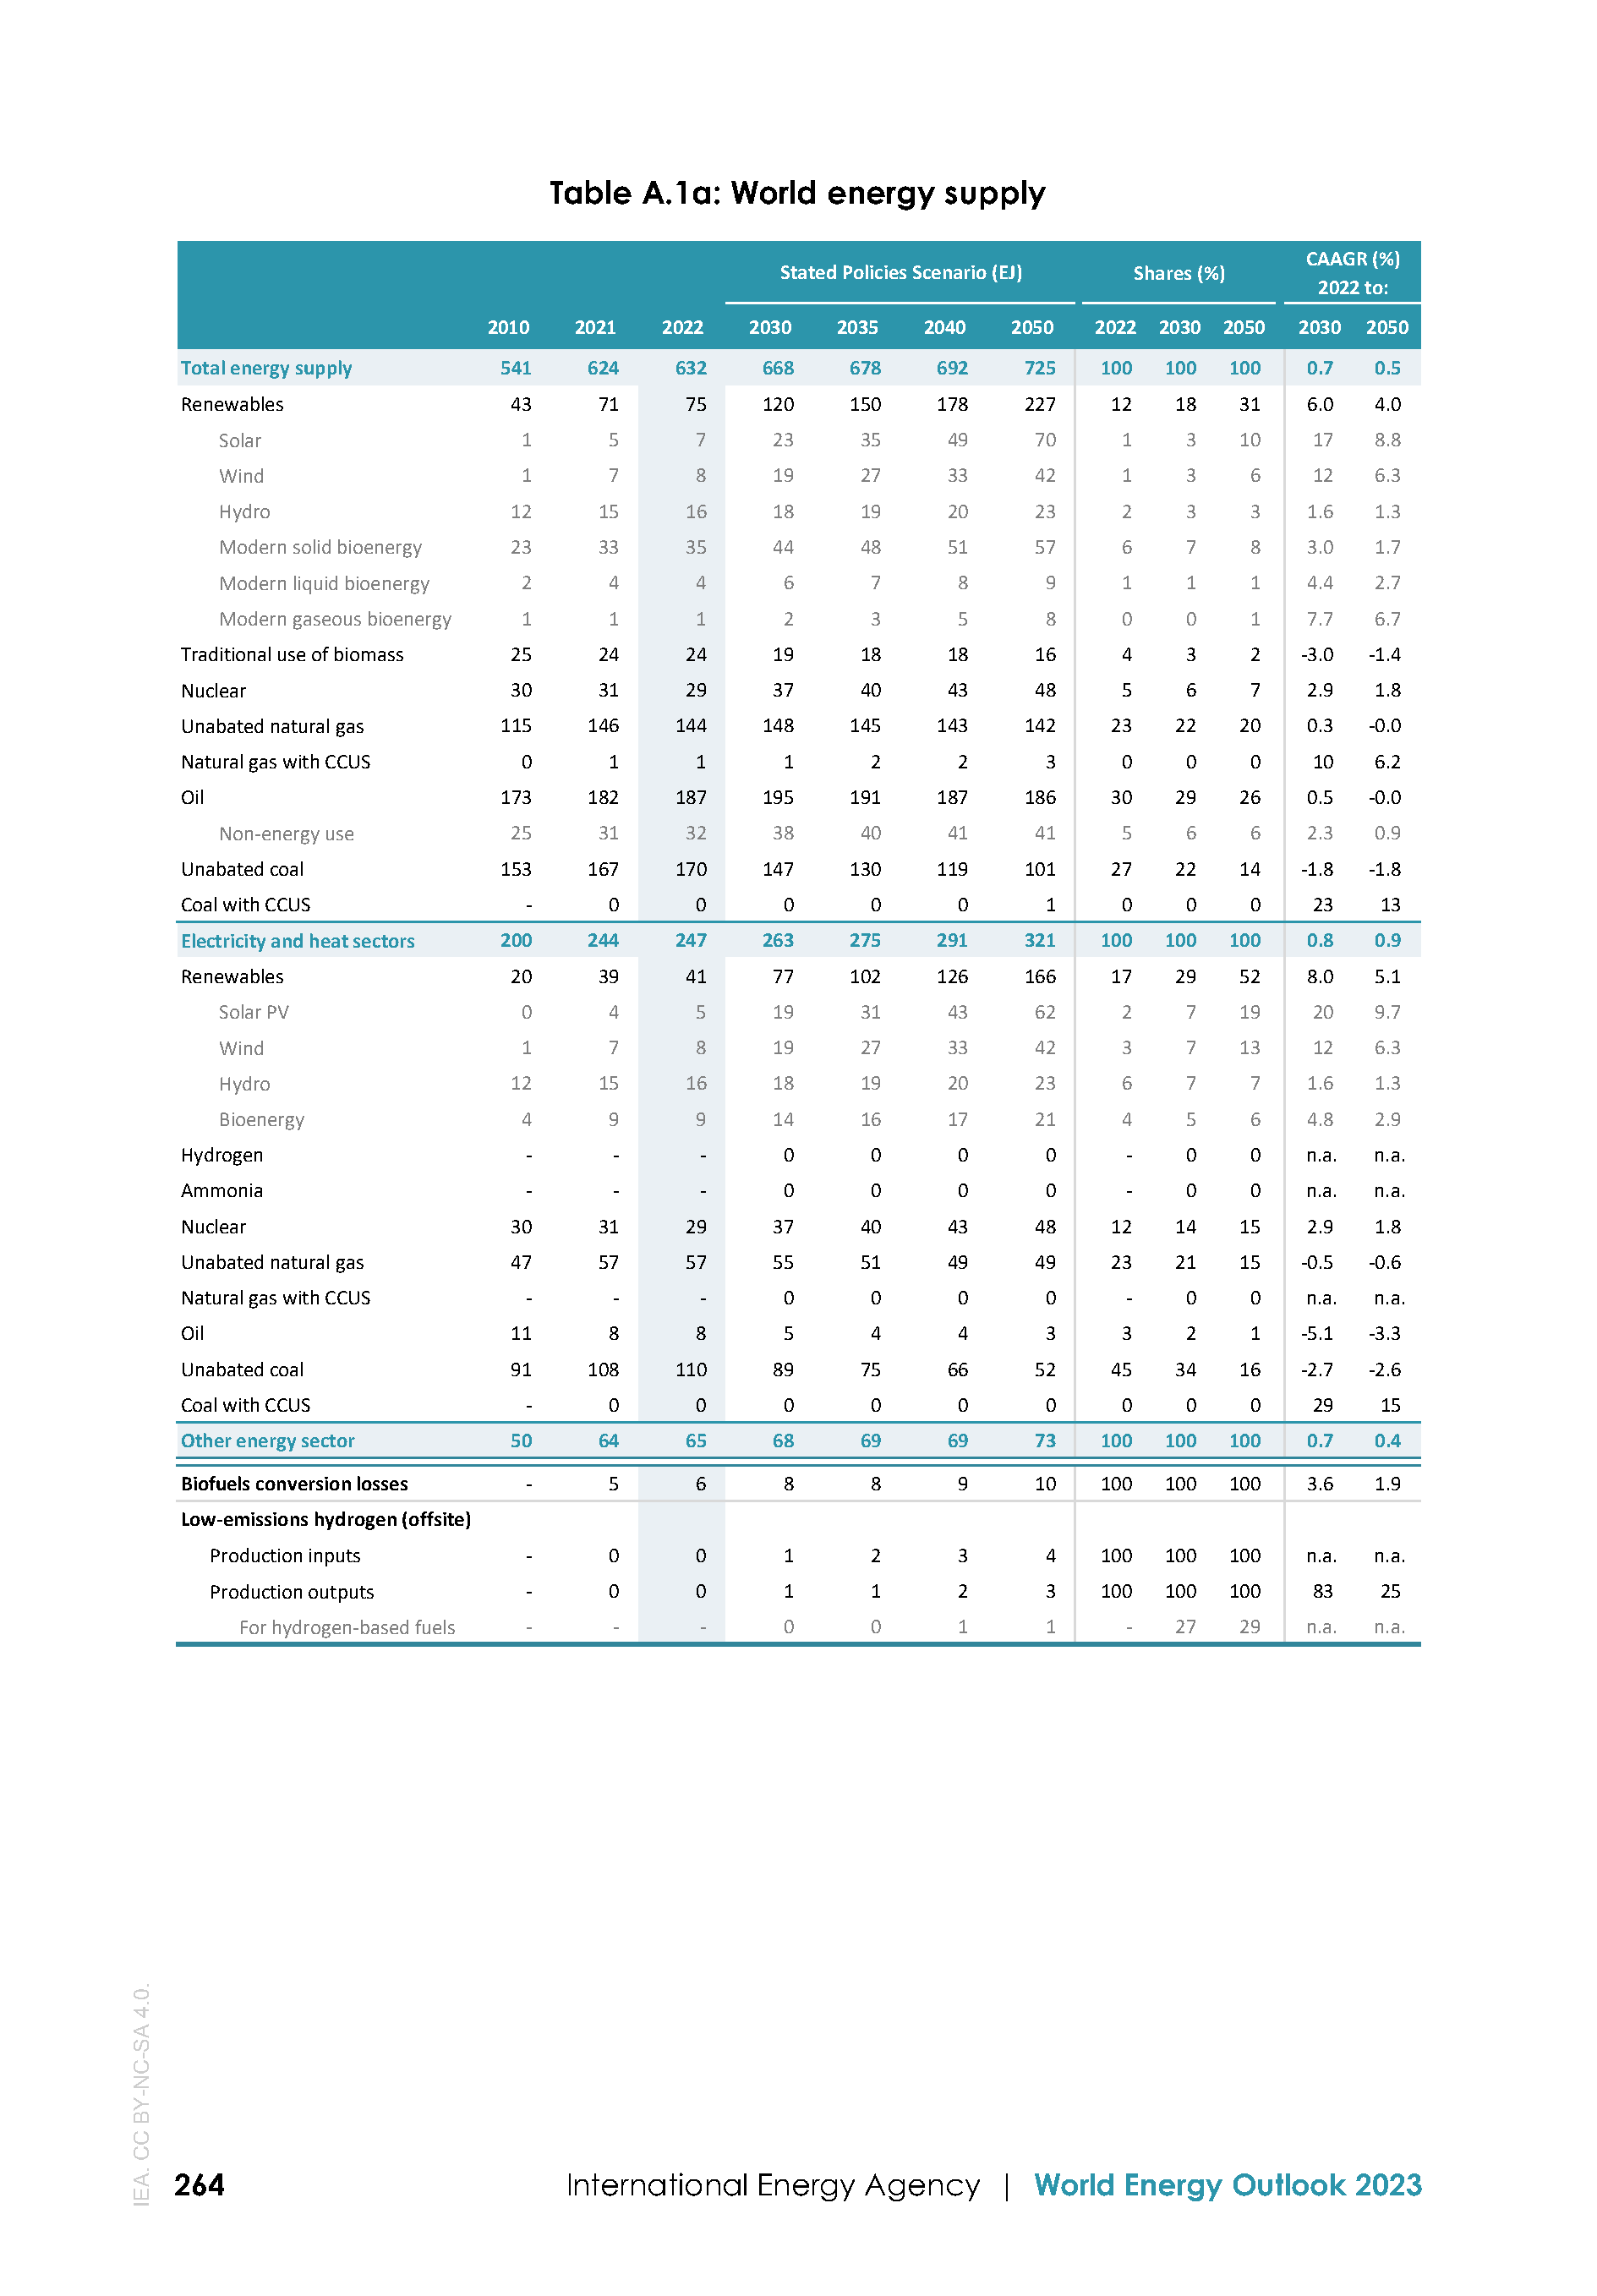 Table A.1a: World energy supply
Stated Policies Scenario (EJ) Shares (%) CAAGR (%) 2022 to:
2010 2021 2022 2030 2035 2040 2050 2022 2030 2050 2030 2050
Total energy supply 541 624 632 668 678 692 725 100 100 100 0.7 0.5
Renewables 43 71 75 120 150 178 227 12 18 31 6.0 4.0
Solar 1 5 7 23 35 49 70 1 3 10 17 8.8
Wind 1 7 8 19 27 33 42 1 3 6 12 6.3
Hydro 12 15 16 18 19 20 23 2 3 3 1.6 1.3
Modern solid bioenergy 23 33 35 44 48 51 57 6 7 8 3.0 1.7
Modern liquid bioenergy 2 4 4 6 7 8 9 1 1 1 4.4 2.7
Modern gaseous bioenergy 1 1 1 2 3 5 8 0 0 1 7.7 6.7
Traditional use of biomass 25 24 24 19 18 18 16 4 3 2 -3.0 -1.4
Nuclear 30 31 29 37 40 43 48 5 6 7 2.9 1.8
Unabated natural gas 115 146 144 148 145 143 142 23 22 20 0.3 -0.0
Natural gas with CCUS 0 1 1 1 2 2 3 0 0 0 10 6.2
Oil 173 182 187 195 191 187 186 30 29 26 0.5 -0.0
Non-energy use 25 31 32 38 40 41 41 5 6 6 2.3 0.9
Unabated coal 153 167 170 147 130 119 101 27 22 14 -1.8 -1.8
Coal with CCUS - 0 0 0 0 0 1 0 0 0 23 13
Electricity and heat sectors 200 244 247 263 275 291 321 100 100 100 0.8 0.9
Renewables 20 39 41 77 102 126 166 17 29 52 8.0 5.1
Solar PV 0 4 5 19 31 43 62 2 7 19 20 9.7
Wind 1 7 8 19 27 33 42 3 7 13 12 6.3
Hydro 12 15 16 18 19 20 23 6 7 7 1.6 1.3
Bioenergy 4 9 9 14 16 17 21 4 5 6 4.8 2.9
Hydrogen - - - 0 0 0 0 - 0 0 n.a. n.a.
Ammonia - - - 0 0 0 0 - 0 0 n.a. n.a.
Nuclear 30 31 29 37 40 43 48 12 14 15 2.9 1.8
Unabated natural gas 47 57 57 55 51 49 49 23 21 15 -0.5 -0.6
Natural gas with CCUS - - - 0 0 0 0 - 0 0 n.a. n.a.
Oil 11 8 8 5 4 4 3 3 2 1 -5.1 -3.3
Unabated coal 91 108 110 89 75 66 52 45 34 16 -2.7 -2.6
Coal with CCUS - 0 0 0 0 0 0 0 0 0 29 15
Other energy sector 50 64 65 68 69 69 73 100 100 100 0.7 0.4
Biofuels conversion losses - 5 6 8 8 9 10 100 100 100 3.6 1.9
Low-emissions hydrogen (offsite)
Production inputs - 0 0 1 2 3 4 100 100 100 n.a. n.a.
Production outputs - 0 0 1 1 2 3 100 100 100 83 25
For hydrogen-based fuels - - - 0 0 1 1 - 27 29 n.a. n.a.
IEA. CC BY-NC-SA 4.0.
264 International Energy Agency | World Energy Outlook 2023